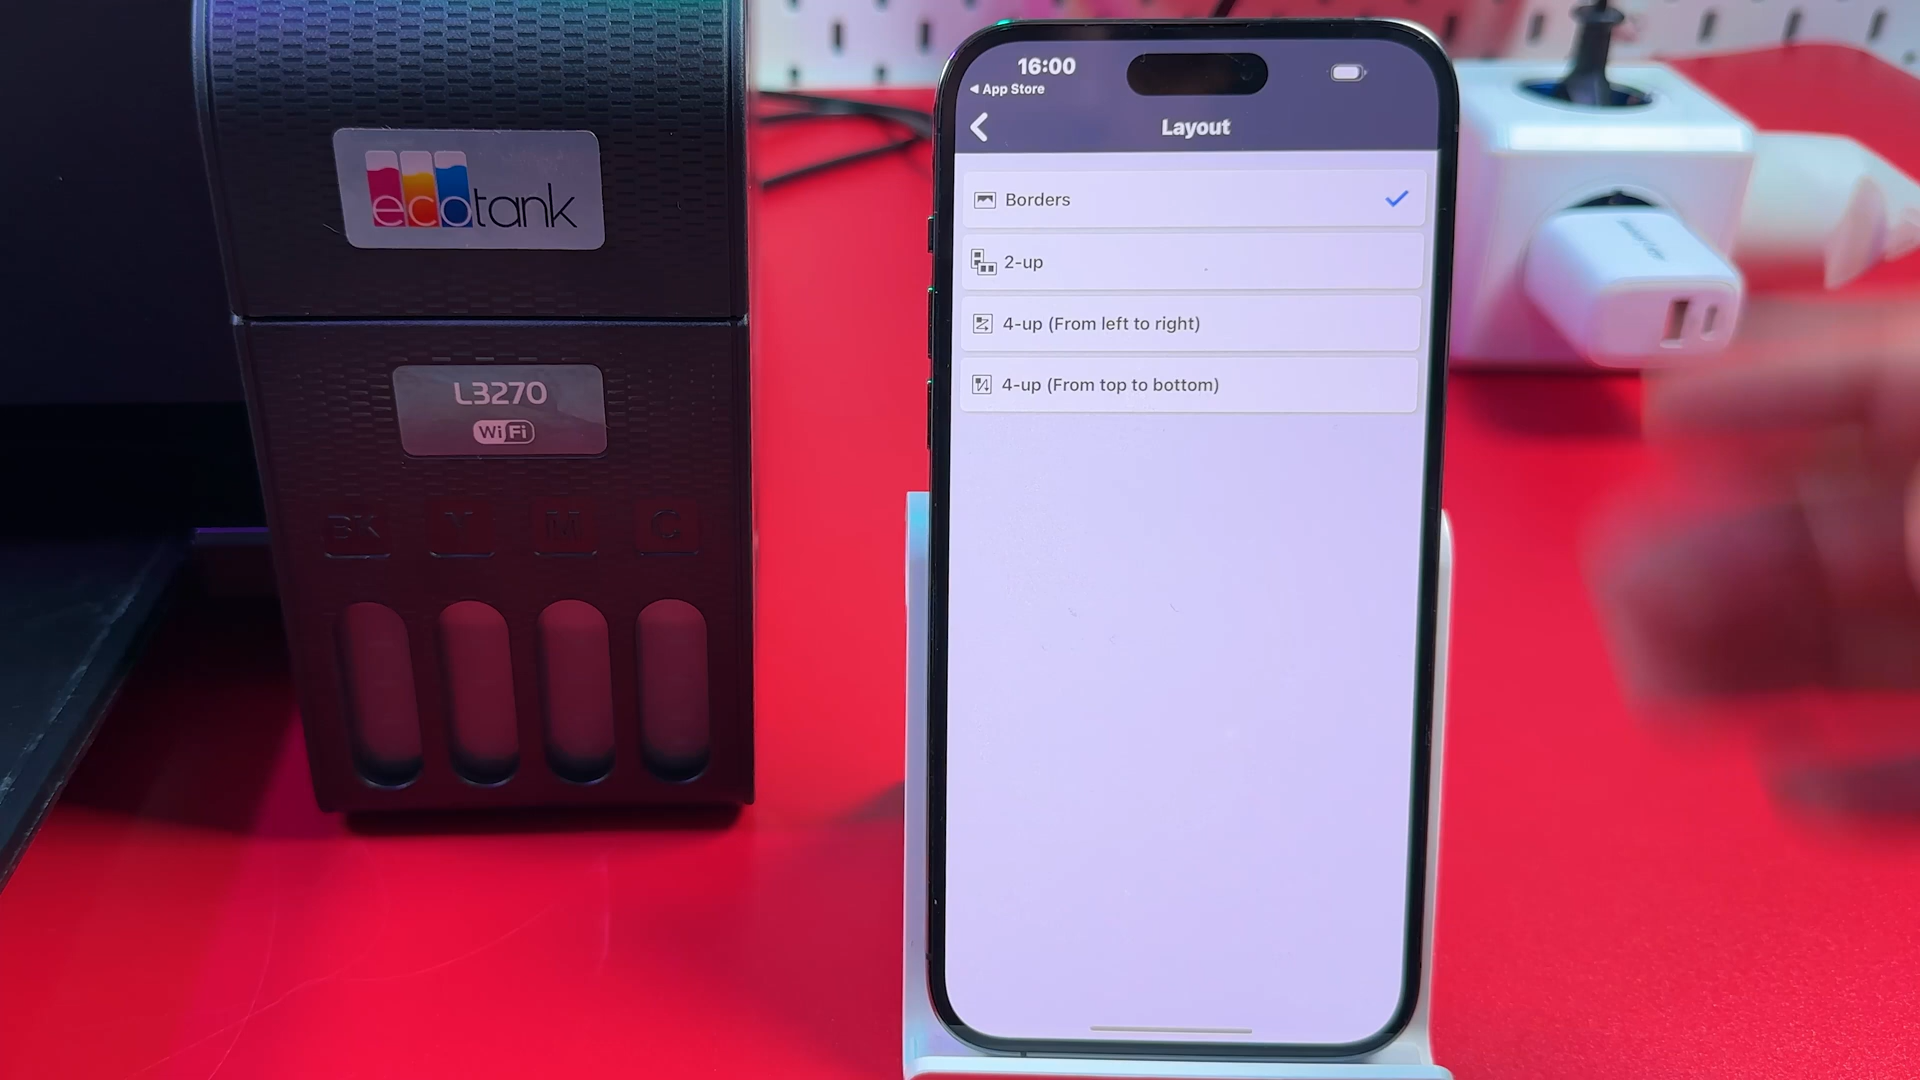 ecotank
L3270
WiFi
BK Y M C
16:00
App Store
Layout
Borders
2-up
4-up (From left to right)
4-up (From top to bottom)